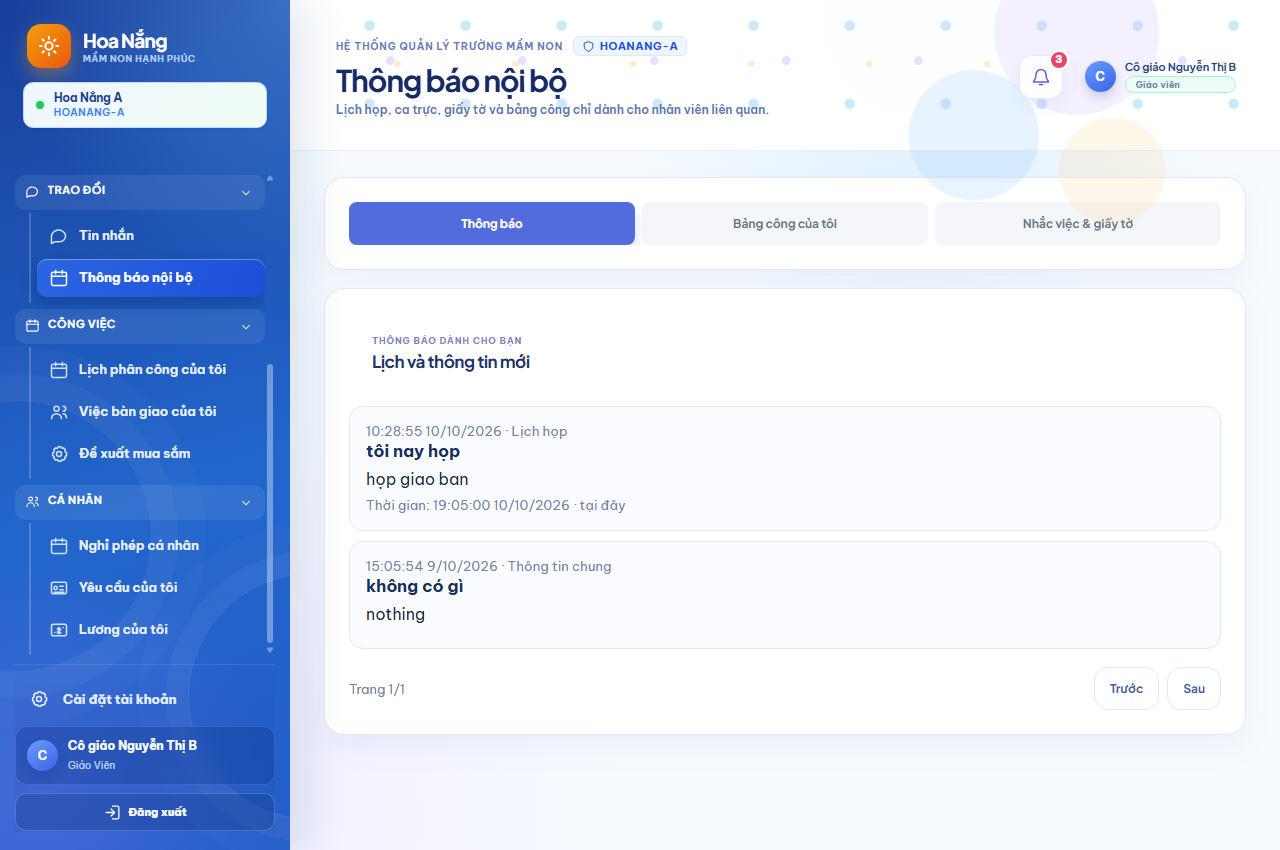 Hoa Nắng
MẦM NON HẠNH PHÚC
Hoa Nắng A
HOANANG-A
TRAO ĐỔI
Tin nhắn
Thông báo nội bộ
CÔNG VIỆC
Lịch phân công của tôi
Việc bàn giao của tôi
Đề xuất mua sắm
CÁ NHÂN
Nghỉ phép cá nhân
Yêu cầu của tôi
Lương của tôi
Cài đặt tài khoản
C
Cô giáo Nguyễn Thị B
Giáo Viên
Đăng xuất
HỆ THỐNG QUẢN LÝ TRƯỜNG MẦM NON HOANANG-A
Thông báo nội bộ
Lịch họp, ca trực, giấy tờ và bảng công chỉ dành cho nhân viên liên quan.
3
C
Cô giáo Nguyễn Thị B
Giáo viên
Thông báo Bảng công của tôi Nhắc việc & giấy tờ
THÔNG BÁO DÀNH CHO BẠN
Lịch và thông tin mới
10:28:55 10/10/2026 · Lịch họp
tôi nay họp
họp giao ban
Thời gian: 19:05:00 10/10/2026 · tại đây
15:05:54 9/10/2026 · Thông tin chung
không có gì
nothing
Trang 1/1 Trước Sau